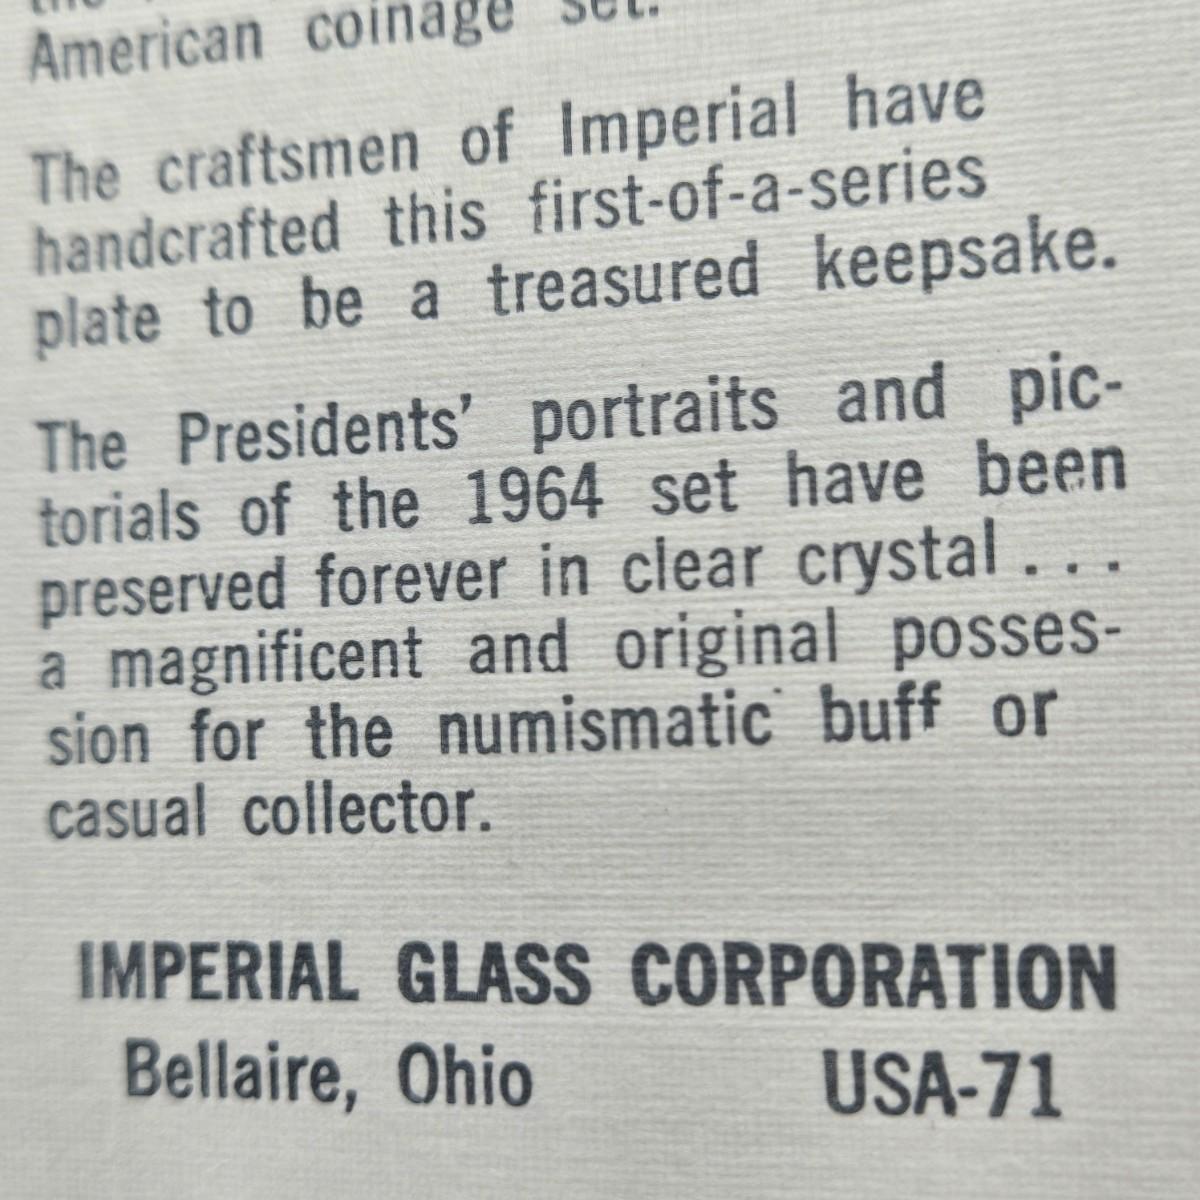 the
American coinage set.
The craftsmen of Imperial have
handcrafted this first-of-a-series
plate to be a treasured keepsake.
The Presidents' portraits and pic-
torials of the 1964 set have been
preserved forever in clear crystal . . .
a magnificent and original posses-
sion for the numismatic buff or
casual collector.
IMPERIAL GLASS CORPORATION
Bellaire, Ohio USA-71